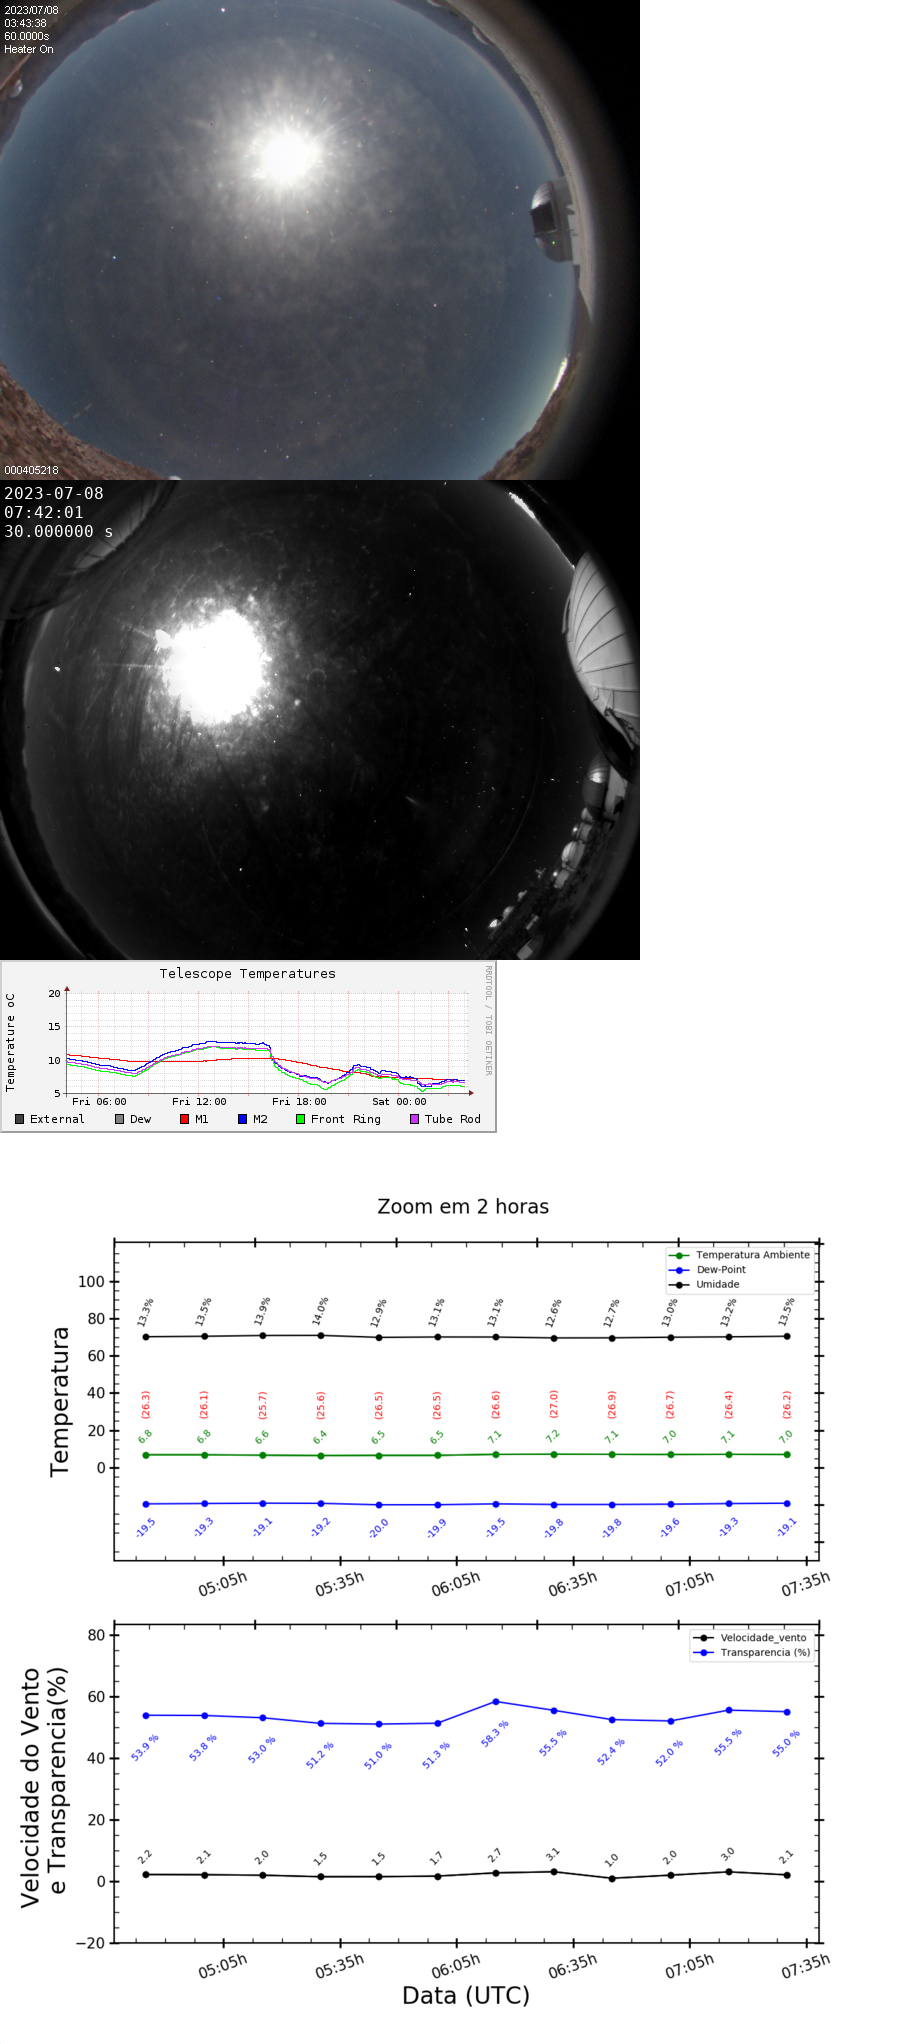 2023/07/08
03:43:38
60.0000s
Heater On
000405218
2023-07-08
07:42:01
30.000000 s
Telescope Temperatures
RRDTOOL / TOBI OETIKER
Temperature oC
20
15
10
5
Fri 06:00 Fri 12:00 Fri 18:00 Sat 00:00
External Dew M1 M2 Front Ring Tube Rod
Zoom em 2 horas
Temperatura Ambiente
Dew-Point
Umidade
Temperatura
100
80
60
40
20
0
13.3% 13.5% 13.9% 14.0% 12.9% 13.1% 13.1% 12.6% 12.7% 13.0% 13.2% 13.5%
(26.3) (26.1) (25.7) (25.6) (26.5) (26.5) (26.6) (27.0) (26.9) (26.7) (26.4) (26.2)
6.8 6.8 6.6 6.4 6.5 6.5 7.1 7.2 7.1 7.0 7.1 7.0
-19.5 -19.3 -19.1 -19.2 -20.0 -19.9 -19.5 -19.8 -19.8 -19.6 -19.3 -19.1
05:05h 05:35h 06:05h 06:35h 07:05h 07:35h
Velocidade_vento
Transparencia (%)
Velocidade do Vento
e Transparencia(%)
80
60
40
20
0
−20
53.9 % 53.8 % 53.0 % 51.2 % 51.0 % 51.3 % 58.3 % 55.5 % 52.4 % 52.0 % 55.5 % 55.0 %
2.2 2.1 2.0 1.5 1.5 1.7 2.7 3.1 1.0 2.0 3.0 2.1
05:05h 05:35h 06:05h 06:35h 07:05h 07:35h
Data (UTC)